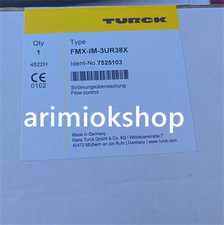 TURCK
Qty
Type
1
FMX-IM-3UR38X
4522H
Ident-No.7525103
CE
0102
Strömungsüberwachung
Flow control
arimiokshop
Made in Germany
Hans Turck GmbH & Co. KG | Witzlebenstraße 7
45472 Mülheim an der Ruhr | Germany | www.turck.com